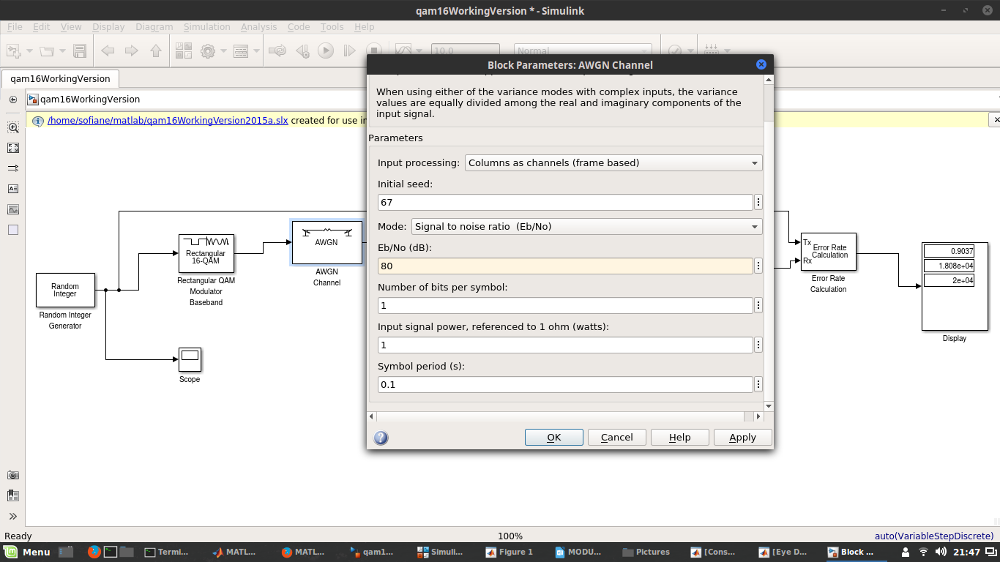 qam16WorkingVersion * - Simulink
File Edit View Display Diagram Simulation Analysis Code Tools Help
10.0 Normal
qam16WorkingVersion
qam16WorkingVersion
/home/sofiane/matlab/qam16WorkingVersion2015a.slx created for use in
Block Parameters: AWGN Channel
When using either of the variance modes with complex inputs, the variance
values are equally divided among the real and imaginary components of the
input signal.
Parameters
Input processing: Columns as channels (frame based)
Initial seed:
67
Mode: Signal to noise ratio (Eb/No)
Eb/No (dB):
80
Number of bits per symbol:
1
Input signal power, referenced to 1 ohm (watts):
1
Symbol period (s):
0.1
OK Cancel Help Apply
Random
Integer
Random Integer
Generator
Rectangular
16-QAM
Rectangular QAM
Modulator
Baseband
Scope
AWGN
AWGN
Channel
Tx
Rx
Error Rate
Calculation
Error Rate
Calculation
0.9037
1.808e+04
2e+04
Display
Ready 100% auto(VariableStepDiscrete)
Menu Termi... MATL... MATL... qam1... Simuli... Figure 1 MODU... Pictures [Cons... [Eye D... Block ... 21:47